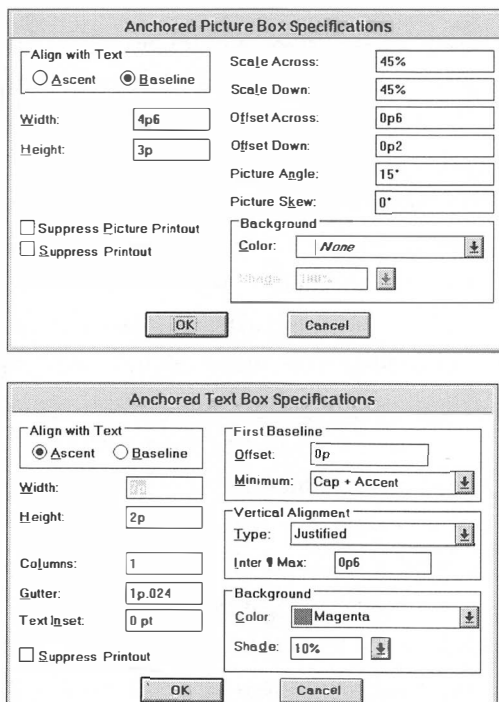 Anchored Picture Box Specifications
Align with Text
Ascent Baseline
Width: 4p6
Height: 3p
Suppress Picture Printout
Suppress Printout
Scale Across: 45%
Scale Down: 45%
Offset Across: 0p6
Offset Down: 0p2
Picture Angle: 15°
Picture Skew: 0°
Background
Color: None
Shade: 100%
OK Cancel
Anchored Text Box Specifications
Align with Text
Ascent Baseline
Width:
Height: 2p
Columns: 1
Gutter: 1p.024
Text Inset: 0 pt
Suppress Printout
First Baseline
Offset: 0p
Minimum: Cap + Accent
Vertical Alignment
Type: Justified
Inter ¶ Max: 0p6
Background
Color Magenta
Shade: 10%
OK Cancel